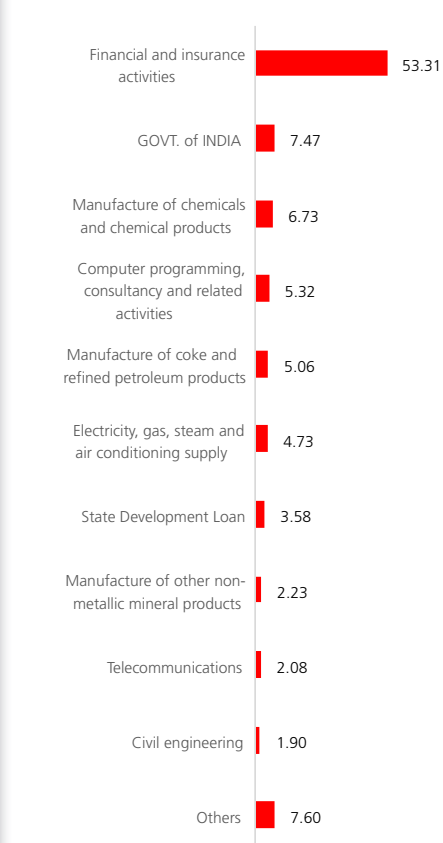 Financial and insurance
activities
53.31
GOVT. of INDIA
7.47
Manufacture of chemicals
and chemical products
6.73
Computer programming,
consultancy and related
activities
5.32
Manufacture of coke and
refined petroleum products
5.06
Electricity, gas, steam and
air conditioning supply
4.73
State Development Loan
3.58
Manufacture of other non-
metallic mineral products
2.23
Telecommunications
2.08
Civil engineering
1.90
Others
7.60